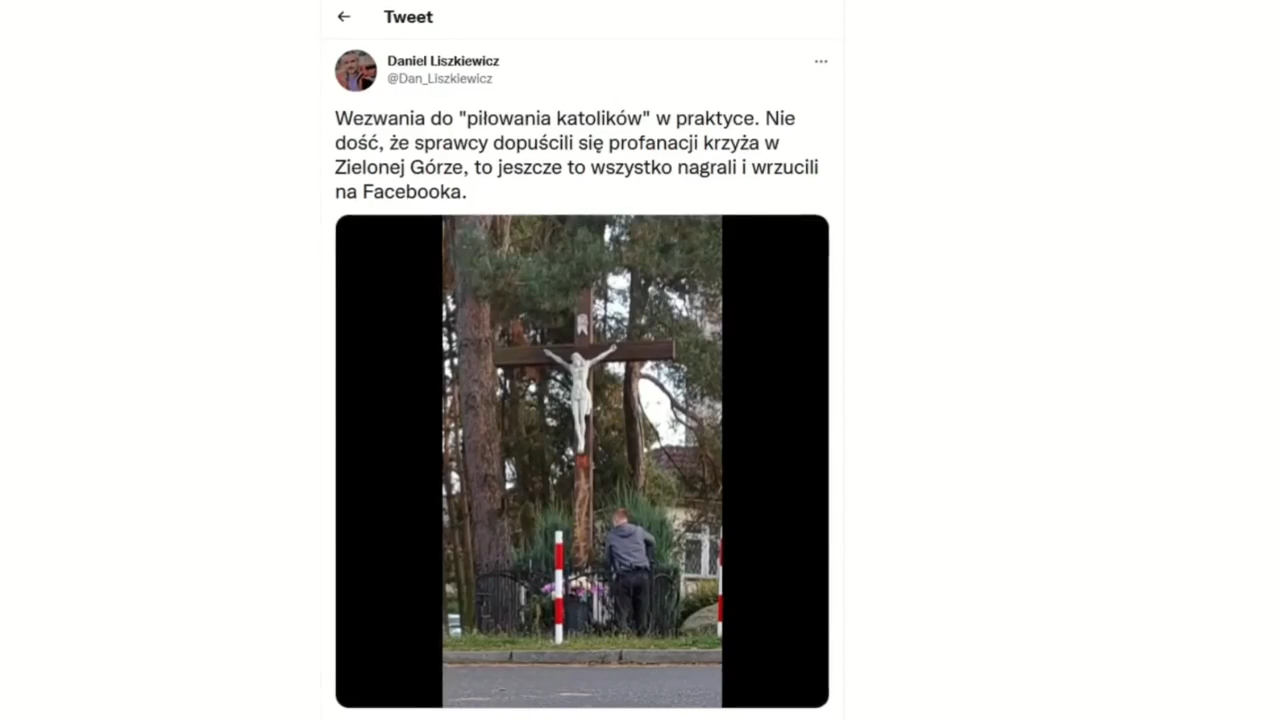 Tweet
Daniel Liszkiewicz
@Dan_Liszkiewicz
Wezwania do "piłowania katolików" w praktyce. Nie
dość, że sprawcy dopuścili się profanacji krzyża w
Zielonej Górze, to jeszcze to wszystko nagrali i wrzucili
na Facebooka.